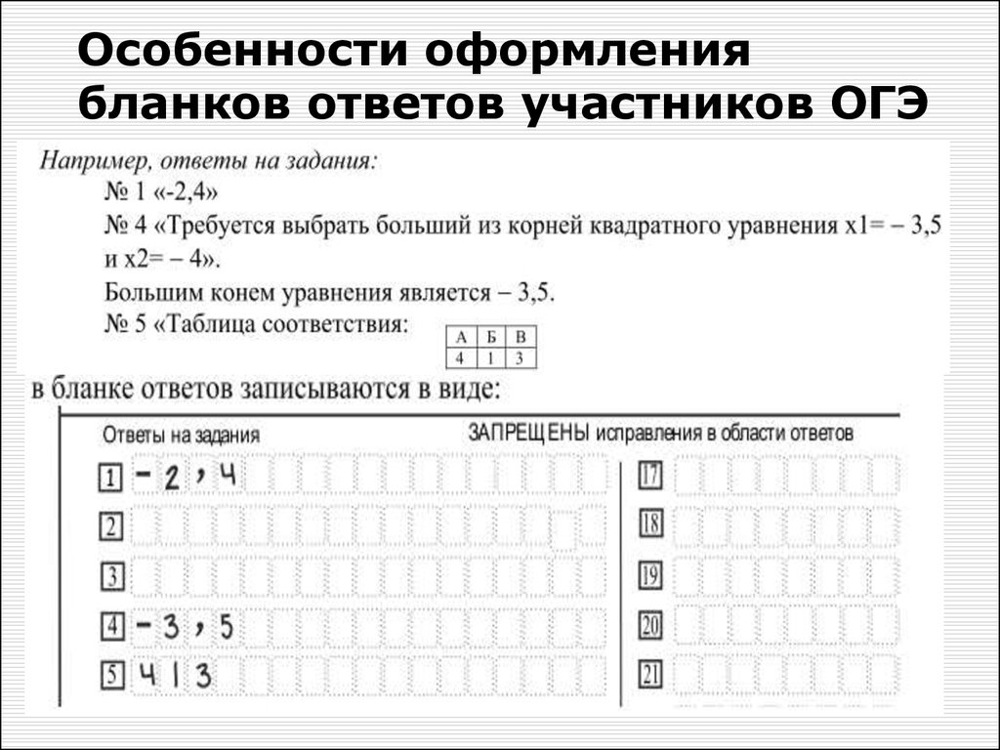 Особенности оформления
бланков ответов участников ОГЭ
Например, ответы на задания:
№ 1 «-2,4»
№ 4 «Требуется выбрать больший из корней квадратного уравнения x1= – 3,5
и x2= – 4».
Большим конем уравнения является – 3,5.
№ 5 «Таблица соответствия:
А Б В
4 1 3
в бланке ответов записываются в виде:
Ответы на задания ЗАПРЕЩЕНЫ исправления в области ответов
1 -2,4 17
2 18
3 19
4 -3,5 20
5 413 21